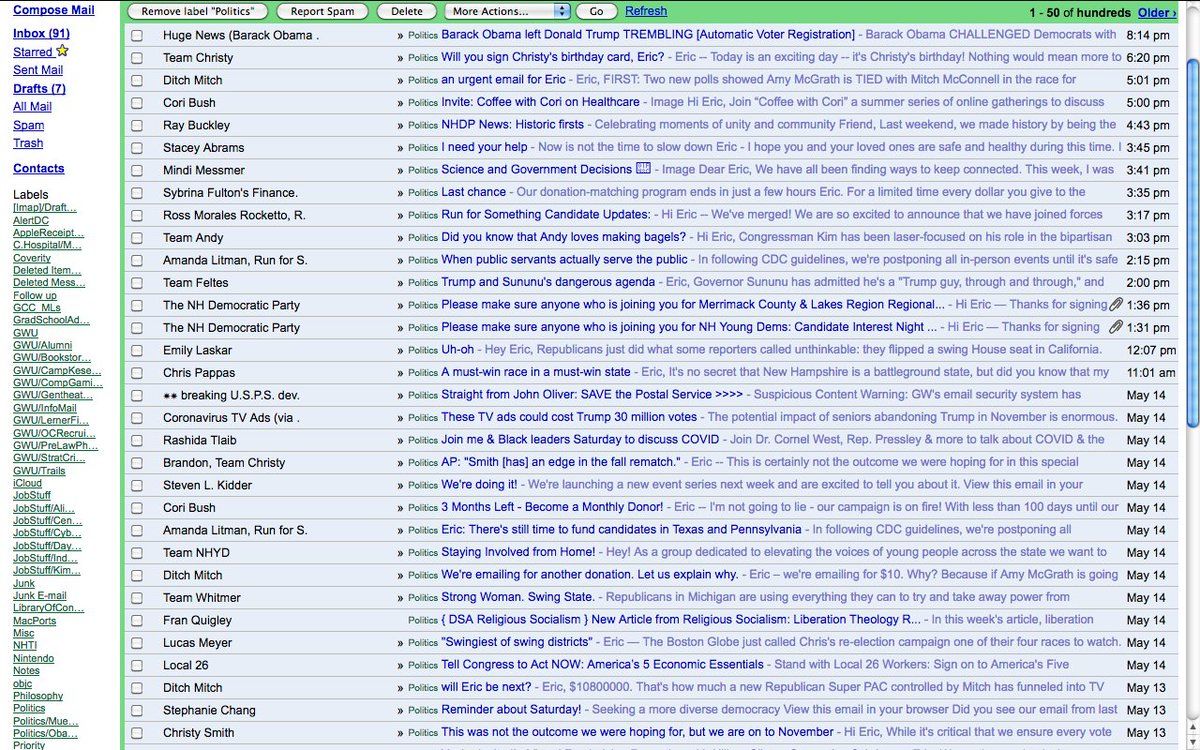 Compose Mail
Inbox (91)
Starred
Sent Mail
Drafts (7)
All Mail
Spam
Trash
Contacts
Labels
[Imap]/Draft...
AlertDC
AppleReceipt...
C.Hospital/M...
Coverity
Deleted Item...
Deleted Mess...
Follow up
GCC_MLs
GradSchoolAd...
GWU
GWU/Alumni
GWU/Bookstor...
GWU/CampKese...
GWU/CompGami...
GWU/Gentheat...
GWU/InfoMail
GWU/LernerFi...
GWU/OCRecrui...
GWU/PreLawPh...
GWU/StratCri...
GWU/Trails
iCloud
JobStuff
JobStuff/Ali...
JobStuff/Cen...
JobStuff/Cyb...
JobStuff/Day...
JobStuff/Ind...
JobStuff/Kim...
Junk
Junk E-mail
LibraryOfCon...
MacPorts
Misc
NHTI
Nintendo
Notes
objc
Philosophy
Politics
Politics/Mue...
Politics/Oba...
Priority
Remove label "Politics" Report Spam Delete More Actions... Go Refresh 1 - 50 of hundreds Older ›
Huge News (Barack Obama . » Politics Barack Obama left Donald Trump TREMBLING [Automatic Voter Registration] - Barack Obama CHALLENGED Democrats with 8:14 pm
Team Christy » Politics Will you sign Christy's birthday card, Eric? - Eric -- Today is an exciting day -- it's Christy's birthday! Nothing would mean more to 6:20 pm
Ditch Mitch » Politics an urgent email for Eric - Eric, FIRST: Two new polls showed Amy McGrath is TIED with Mitch McConnell in the race for 5:01 pm
Cori Bush » Politics Invite: Coffee with Cori on Healthcare - Image Hi Eric, Join “Coffee with Cori” a summer series of online gatherings to discuss 5:00 pm
Ray Buckley » Politics NHDP News: Historic firsts - Celebrating moments of unity and community Friend, Last weekend, we made history by being the 4:43 pm
Stacey Abrams » Politics I need your help - Now is not the time to slow down Eric - I hope you and your loved ones are safe and healthy during this time. I 3:45 pm
Mindi Messmer » Politics Science and Government Decisions - Image Dear Eric, We have all been finding ways to keep connected. This week, I was 3:41 pm
Sybrina Fulton's Finance. » Politics Last chance - Our donation-matching program ends in just a few hours Eric. For a limited time every dollar you give to the 3:35 pm
Ross Morales Rocketto, R. » Politics Run for Something Candidate Updates: - Hi Eric -- We've merged! We are so excited to announce that we have joined forces 3:17 pm
Team Andy » Politics Did you know that Andy loves making bagels? - Hi Eric, Congressman Kim has been laser-focused on his role in the bipartisan 3:03 pm
Amanda Litman, Run for S. » Politics When public servants actually serve the public - In following CDC guidelines, we're postponing all in-person events until it's safe 2:15 pm
Team Feltes » Politics Trump and Sununu's dangerous agenda - Eric, Governor Sununu has admitted he's a "Trump guy, through and through," and 2:00 pm
The NH Democratic Party » Politics Please make sure anyone who is joining you for Merrimack County & Lakes Region Regional... - Hi Eric — Thanks for signing 1:36 pm
The NH Democratic Party » Politics Please make sure anyone who is joining you for NH Young Dems: Candidate Interest Night ... - Hi Eric — Thanks for signing 1:31 pm
Emily Laskar » Politics Uh-oh - Hey Eric, Republicans just did what some reporters called unthinkable: they flipped a swing House seat in California. 12:07 pm
Chris Pappas » Politics A must-win race in a must-win state - Eric, It's no secret that New Hampshire is a battleground state, but did you know that my 11:01 am
** breaking U.S.P.S. dev. » Politics Straight from John Oliver: SAVE the Postal Service >>>> - Suspicious Content Warning: GW's email security system has May 14
Coronavirus TV Ads (via . » Politics These TV ads could cost Trump 30 million votes - The potential impact of seniors abandoning Trump in November is enormous. May 14
Rashida Tlaib » Politics Join me & Black leaders Saturday to discuss COVID - Join Dr. Cornel West, Rep. Pressley & more to talk about COVID & the May 14
Brandon, Team Christy » Politics AP: "Smith [has] an edge in the fall rematch." - Eric -- This is certainly not the outcome we were hoping for in this special May 14
Steven L. Kidder » Politics We're doing it! - We're launching a new event series next week and are excited to tell you about it. View this email in your May 14
Cori Bush » Politics 3 Months Left - Become a Monthly Donor! - Eric -- I'm not going to lie - our campaign is on fire! With less than 100 days until our May 14
Amanda Litman, Run for S. » Politics Eric: There's still time to fund candidates in Texas and Pennsylvania - In following CDC guidelines, we're postponing all May 14
Team NHYD » Politics Staying Involved from Home! - Hey! As a group dedicated to elevating the voices of young people across the state we want to May 14
Ditch Mitch » Politics We're emailing for another donation. Let us explain why. - Eric – we're emailing for $10. Why? Because if Amy McGrath is going May 14
Team Whitmer » Politics Strong Woman. Swing State. - Republicans in Michigan are using everything they can to try and take away power from May 14
Fran Quigley Politics { DSA Religious Socialism } New Article from Religious Socialism: Liberation Theology R... - In this week's article, liberation May 14
Lucas Meyer » Politics "Swingiest of swing districts" - Eric — The Boston Globe just called Chris's re-election campaign one of their four races to watch. May 14
Local 26 » Politics Tell Congress to Act NOW: America’s 5 Economic Essentials - Stand with Local 26 Workers: Sign on to America's Five May 14
Ditch Mitch » Politics will Eric be next? - Eric, $10800000. That's how much a new Republican Super PAC controlled by Mitch has funneled into TV May 13
Stephanie Chang » Politics Reminder about Saturday! - Seeking a more diverse democracy View this email in your browser Did you see our email from last May 13
Christy Smith » Politics This was not the outcome we were hoping for, but we are on to November - Hi Eric, While it's critical that we ensure every vote May 13